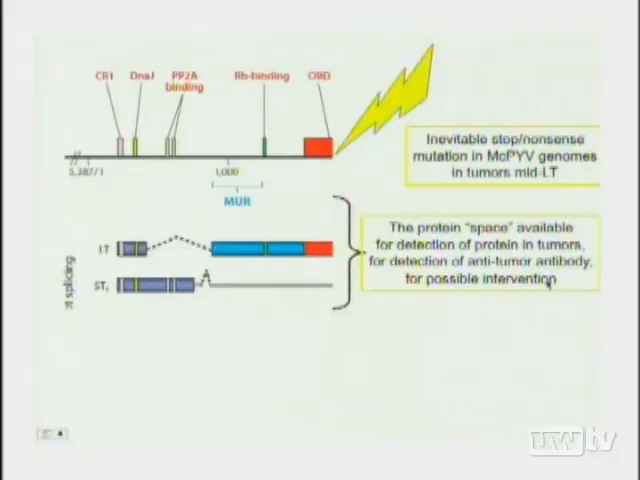 CR1 DnaJ PP2A Rb-binding OBD
binding
Inevitable stop/nonsense
mutation in McPYV genomes
in tumors mid-LT
5,387/1 1,000
MUR
The protein "space" available
for detection of protein in tumors,
for detection of anti-tumor antibody,
for possible intervention
LT
ST
splicing
uwtv